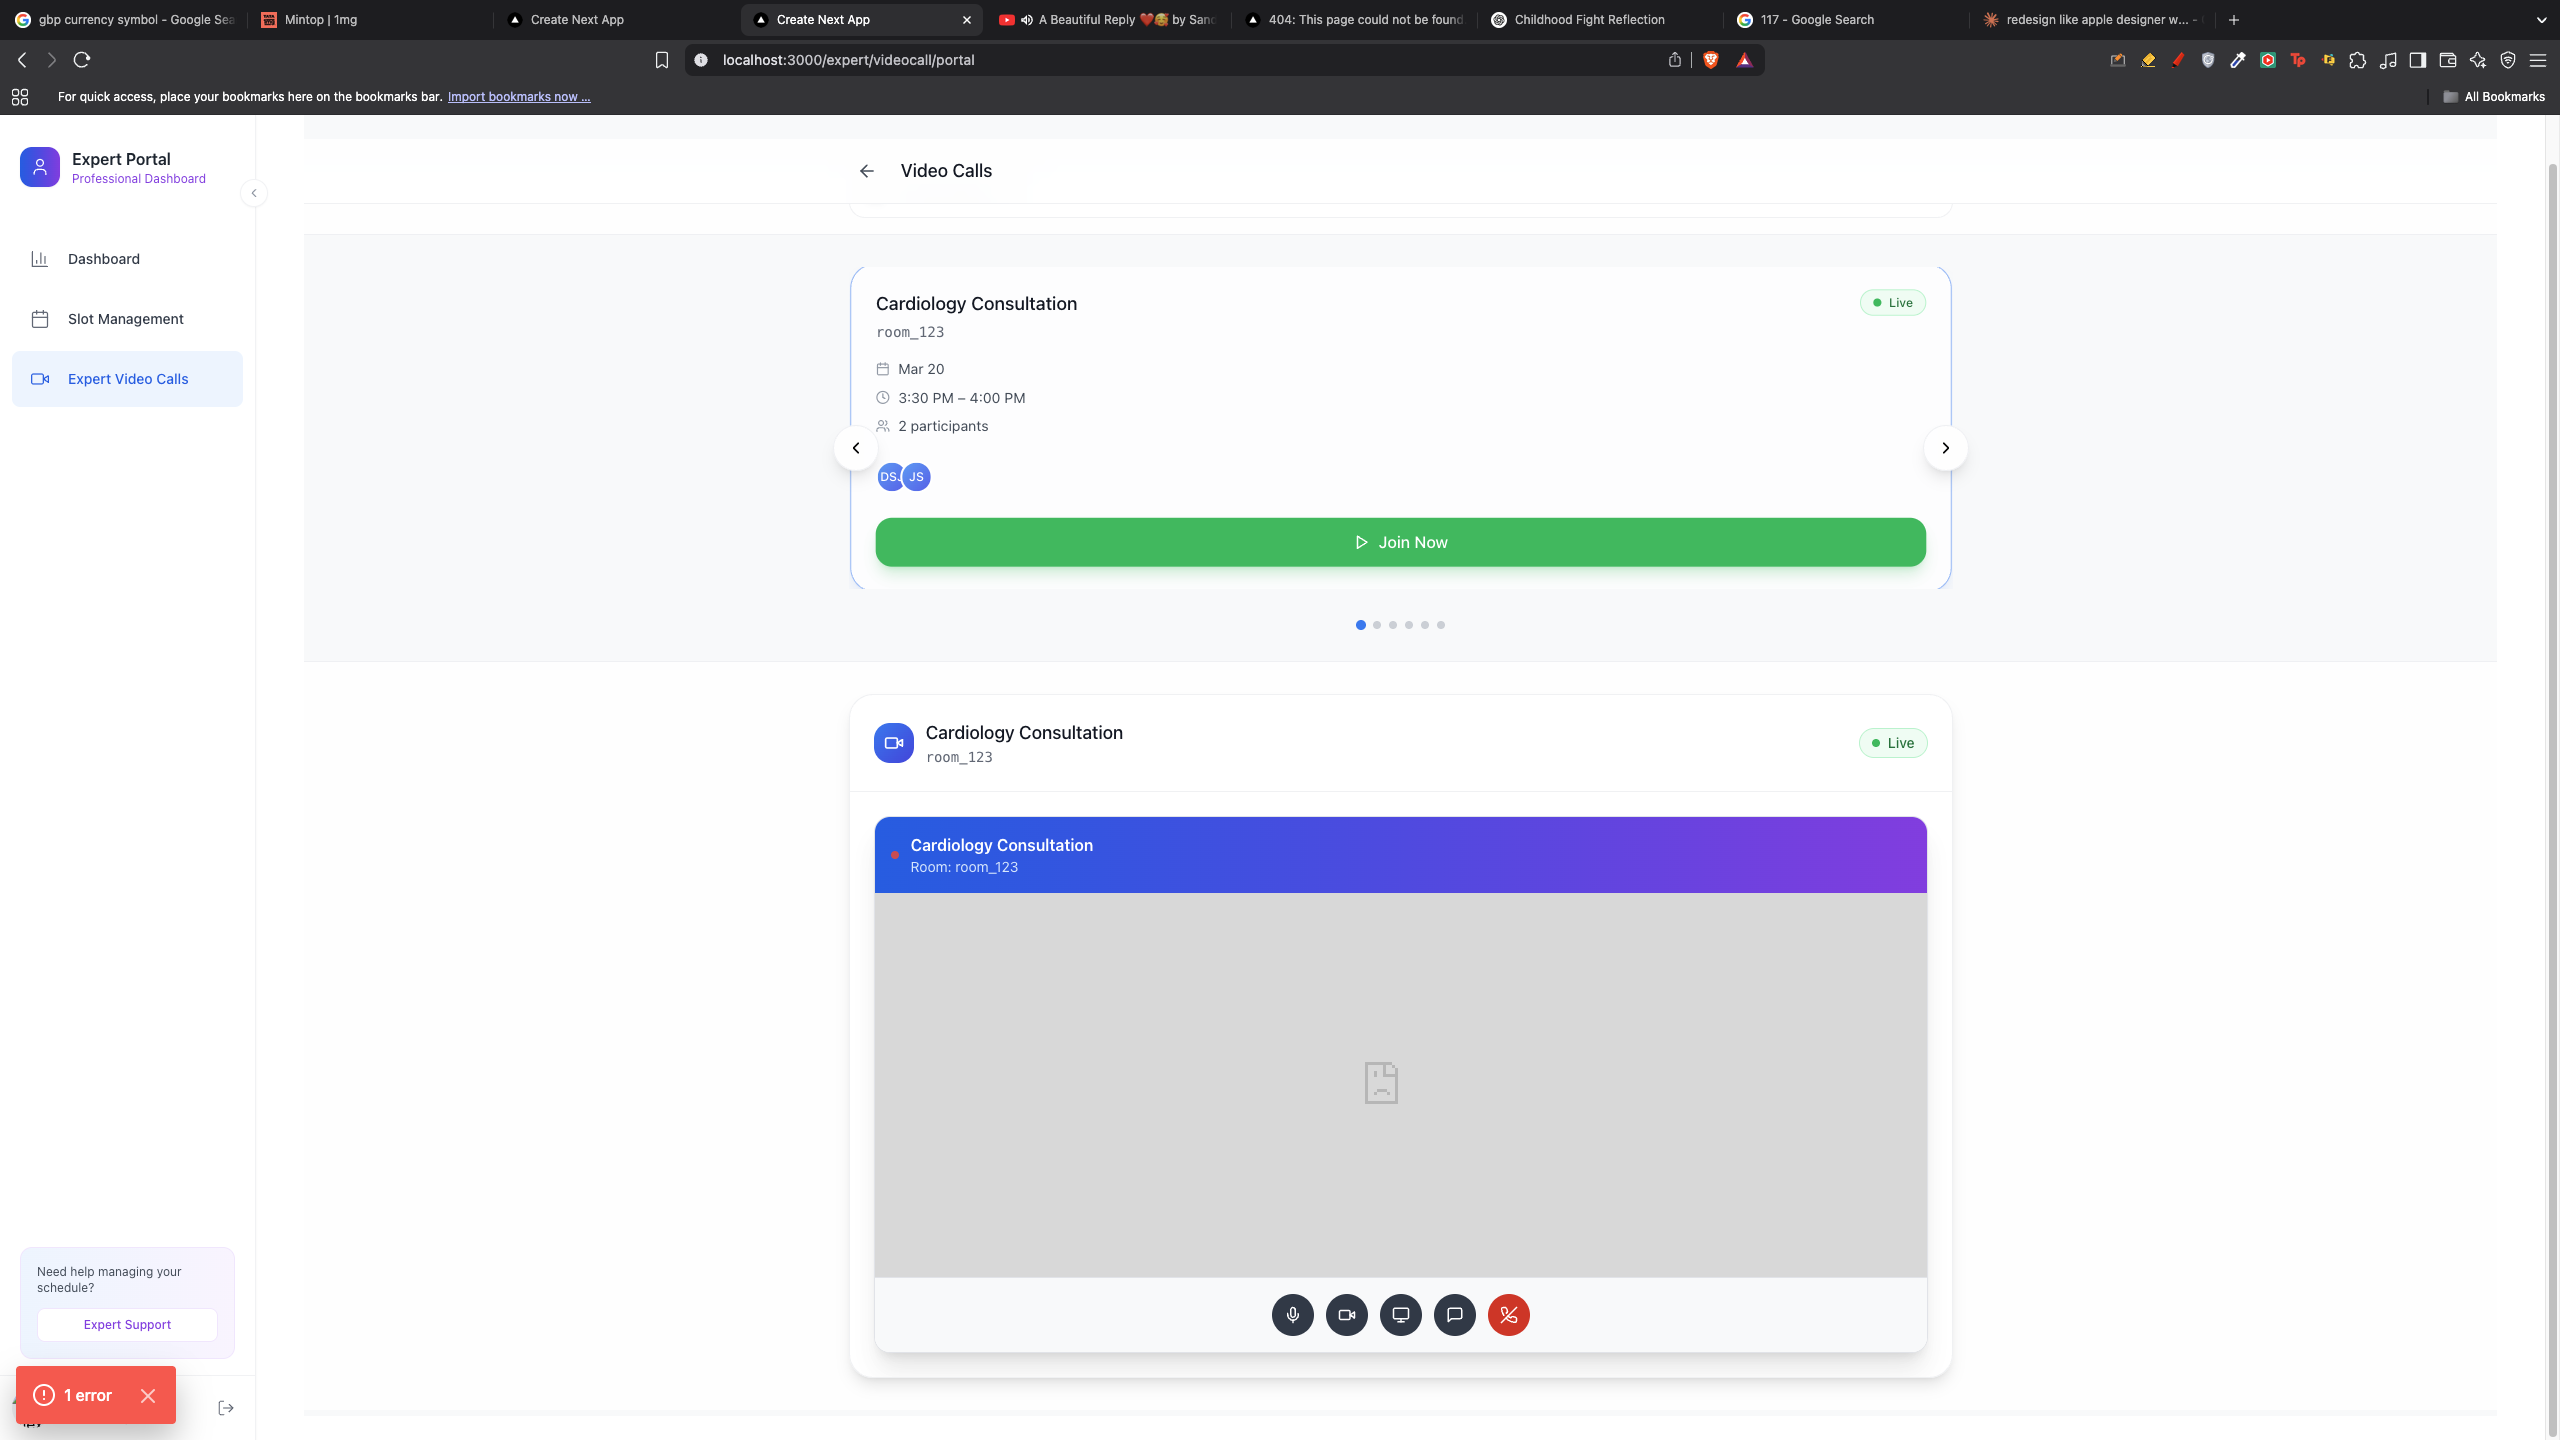 gbp currency symbol - Google Sea
Mintop | 1mg
Create Next App
Create Next App
A Beautiful Reply ❤️🥰 by Sand
404: This page could not be found
Childhood Fight Reflection
117 - Google Search
redesign like apple designer w... -
localhost:3000/expert/videocall/portal
For quick access, place your bookmarks here on the bookmarks bar. Import bookmarks now ...
All Bookmarks
Expert Portal
Professional Dashboard
Dashboard
Slot Management
Expert Video Calls
Video Calls
Cardiology Consultation
Live
room_123
Mar 20
3:30 PM – 4:00 PM
2 participants
DSJ
JS
Join Now
Cardiology Consultation
room_123
Live
Cardiology Consultation
Room: room_123
Need help managing your
schedule?
Expert Support
1 error